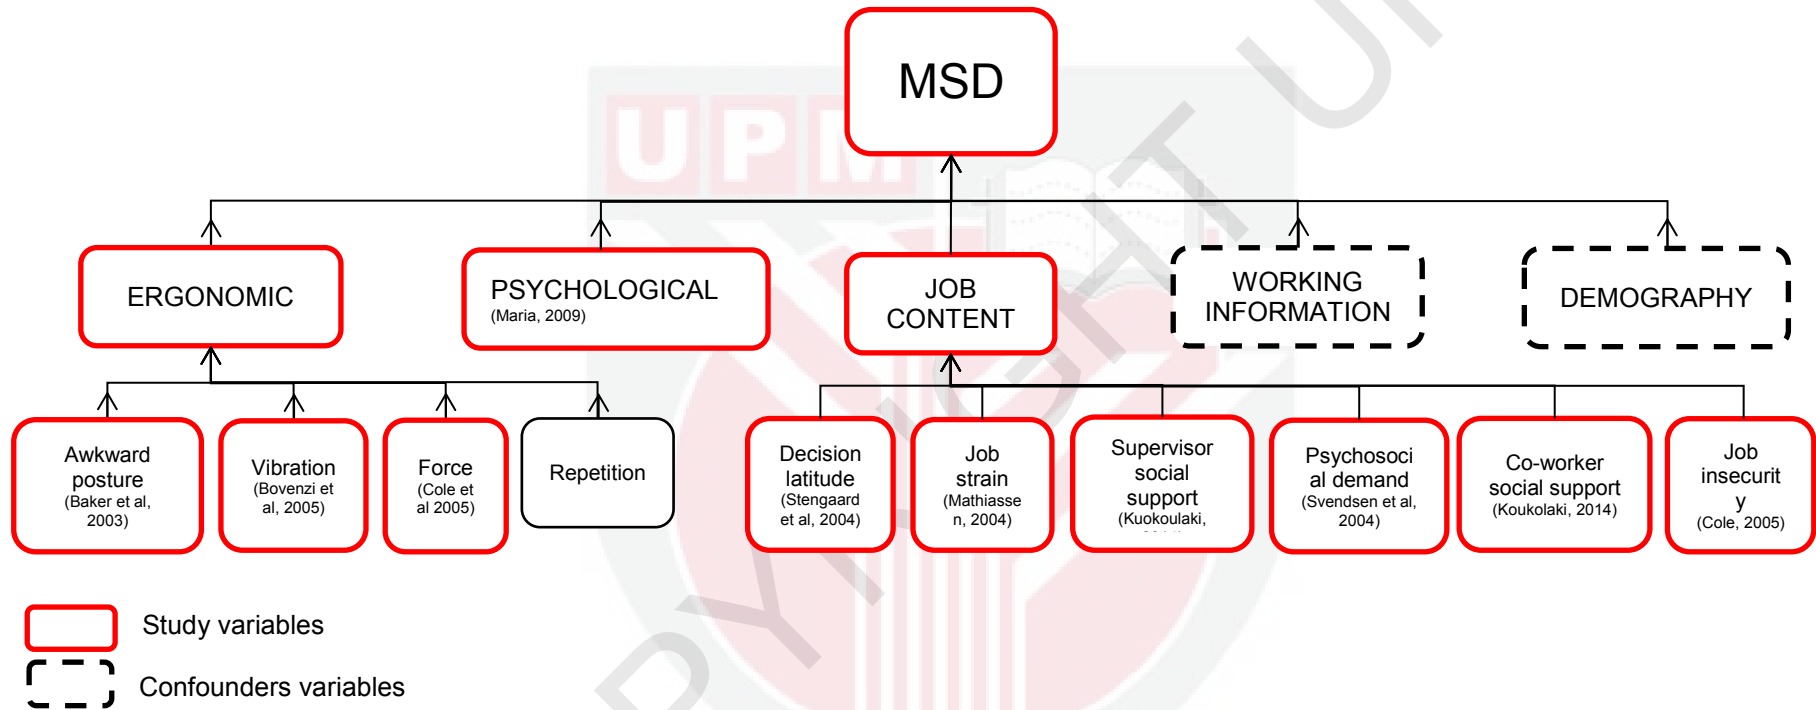 MSD
UPM
ERGONOMIC
PSYCHOLOGICAL
(Maria, 2009)
JOB
CONTENT
WORKING
INFORMATION
DEMOGRAPHY
Awkward
posture
(Baker et al,
2003)
Vibration
(Bovenzi et
al, 2005)
Force
(Cole et
al 2005)
Repetition
Decision
latitude
(Stengaard
et al, 2004)
Job
strain
(Mathiasse
n, 2004)
Supervisor
social
support
(Kuokoulaki,
Psychosoci
al demand
(Svendsen et al,
2004)
Co-worker
social support
(Koukolaki, 2014)
Job
insecurit
y
(Cole, 2005)
Study variables
Confounders variables
PYRIGHT U